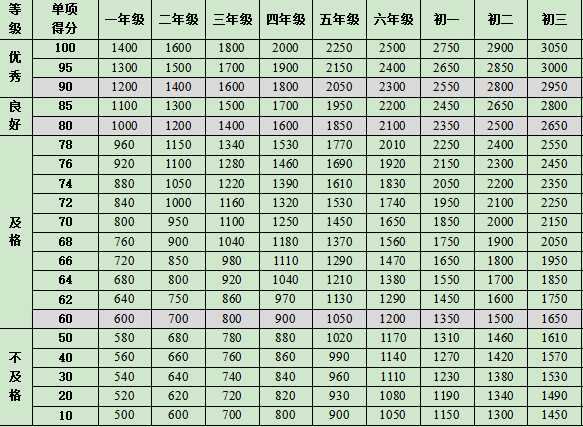 等级 单项得分 一年级 二年级 三年级 四年级 五年级 六年级 初一 初二 初三
优秀 100 1400 1600 1800 2000 2250 2500 2750 2900 3050
95 1300 1500 1700 1900 2150 2400 2650 2850 3000
90 1200 1400 1600 1800 2050 2300 2550 2800 2950
良好 85 1100 1300 1500 1700 1950 2200 2450 2650 2800
80 1000 1200 1400 1600 1850 2100 2350 2500 2650
及格 78 960 1150 1340 1530 1770 2010 2250 2400 2550
76 920 1100 1280 1460 1690 1920 2150 2300 2450
74 880 1050 1220 1390 1610 1830 2050 2200 2350
72 840 1000 1160 1320 1530 1740 1950 2100 2250
70 800 950 1100 1250 1450 1650 1850 2000 2150
68 760 900 1040 1180 1370 1560 1750 1900 2050
66 720 850 980 1110 1290 1470 1650 1800 1950
64 680 800 920 1040 1210 1380 1550 1700 1850
62 640 750 860 970 1130 1290 1450 1600 1750
60 600 700 800 900 1050 1200 1350 1500 1650
不及格 50 580 680 780 880 1020 1170 1310 1460 1610
40 560 660 760 860 990 1140 1270 1420 1570
30 540 640 740 840 960 1110 1230 1380 1530
20 520 620 720 820 930 1080 1190 1340 1490
10 500 600 700 800 900 1050 1150 1300 1450